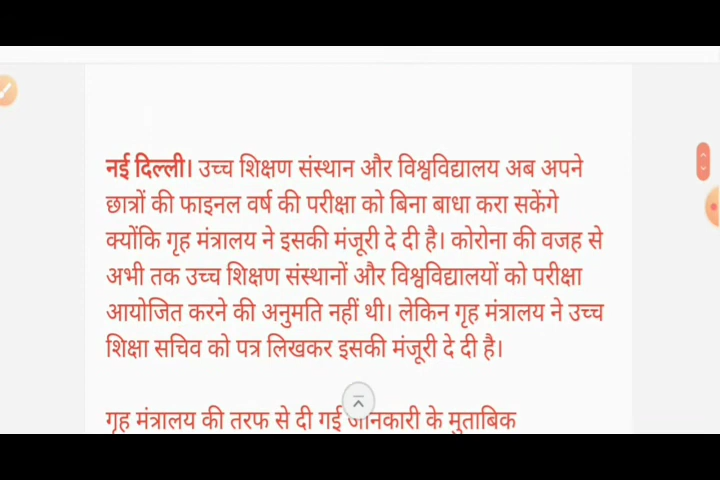 नई दिल्ली। उच्च शिक्षण संस्थान और विश्वविद्यालय अब अपने
छात्रों की फाइनल वर्ष की परीक्षा को बिना बाधा करा सकेंगे
क्योंकि गृह मंत्रालय ने इसकी मंजूरी दे दी है। कोरोना की वजह से
अभी तक उच्च शिक्षण संस्थानों और विश्वविद्यालयों को परीक्षा
आयोजित करने की अनुमति नहीं थी। लेकिन गृह मंत्रालय ने उच्च
शिक्षा सचिव को पत्र लिखकर इसकी मंजूरी दे दी है।
गृह मंत्रालय की तरफ से दी गई जानकारी के मुताबिक